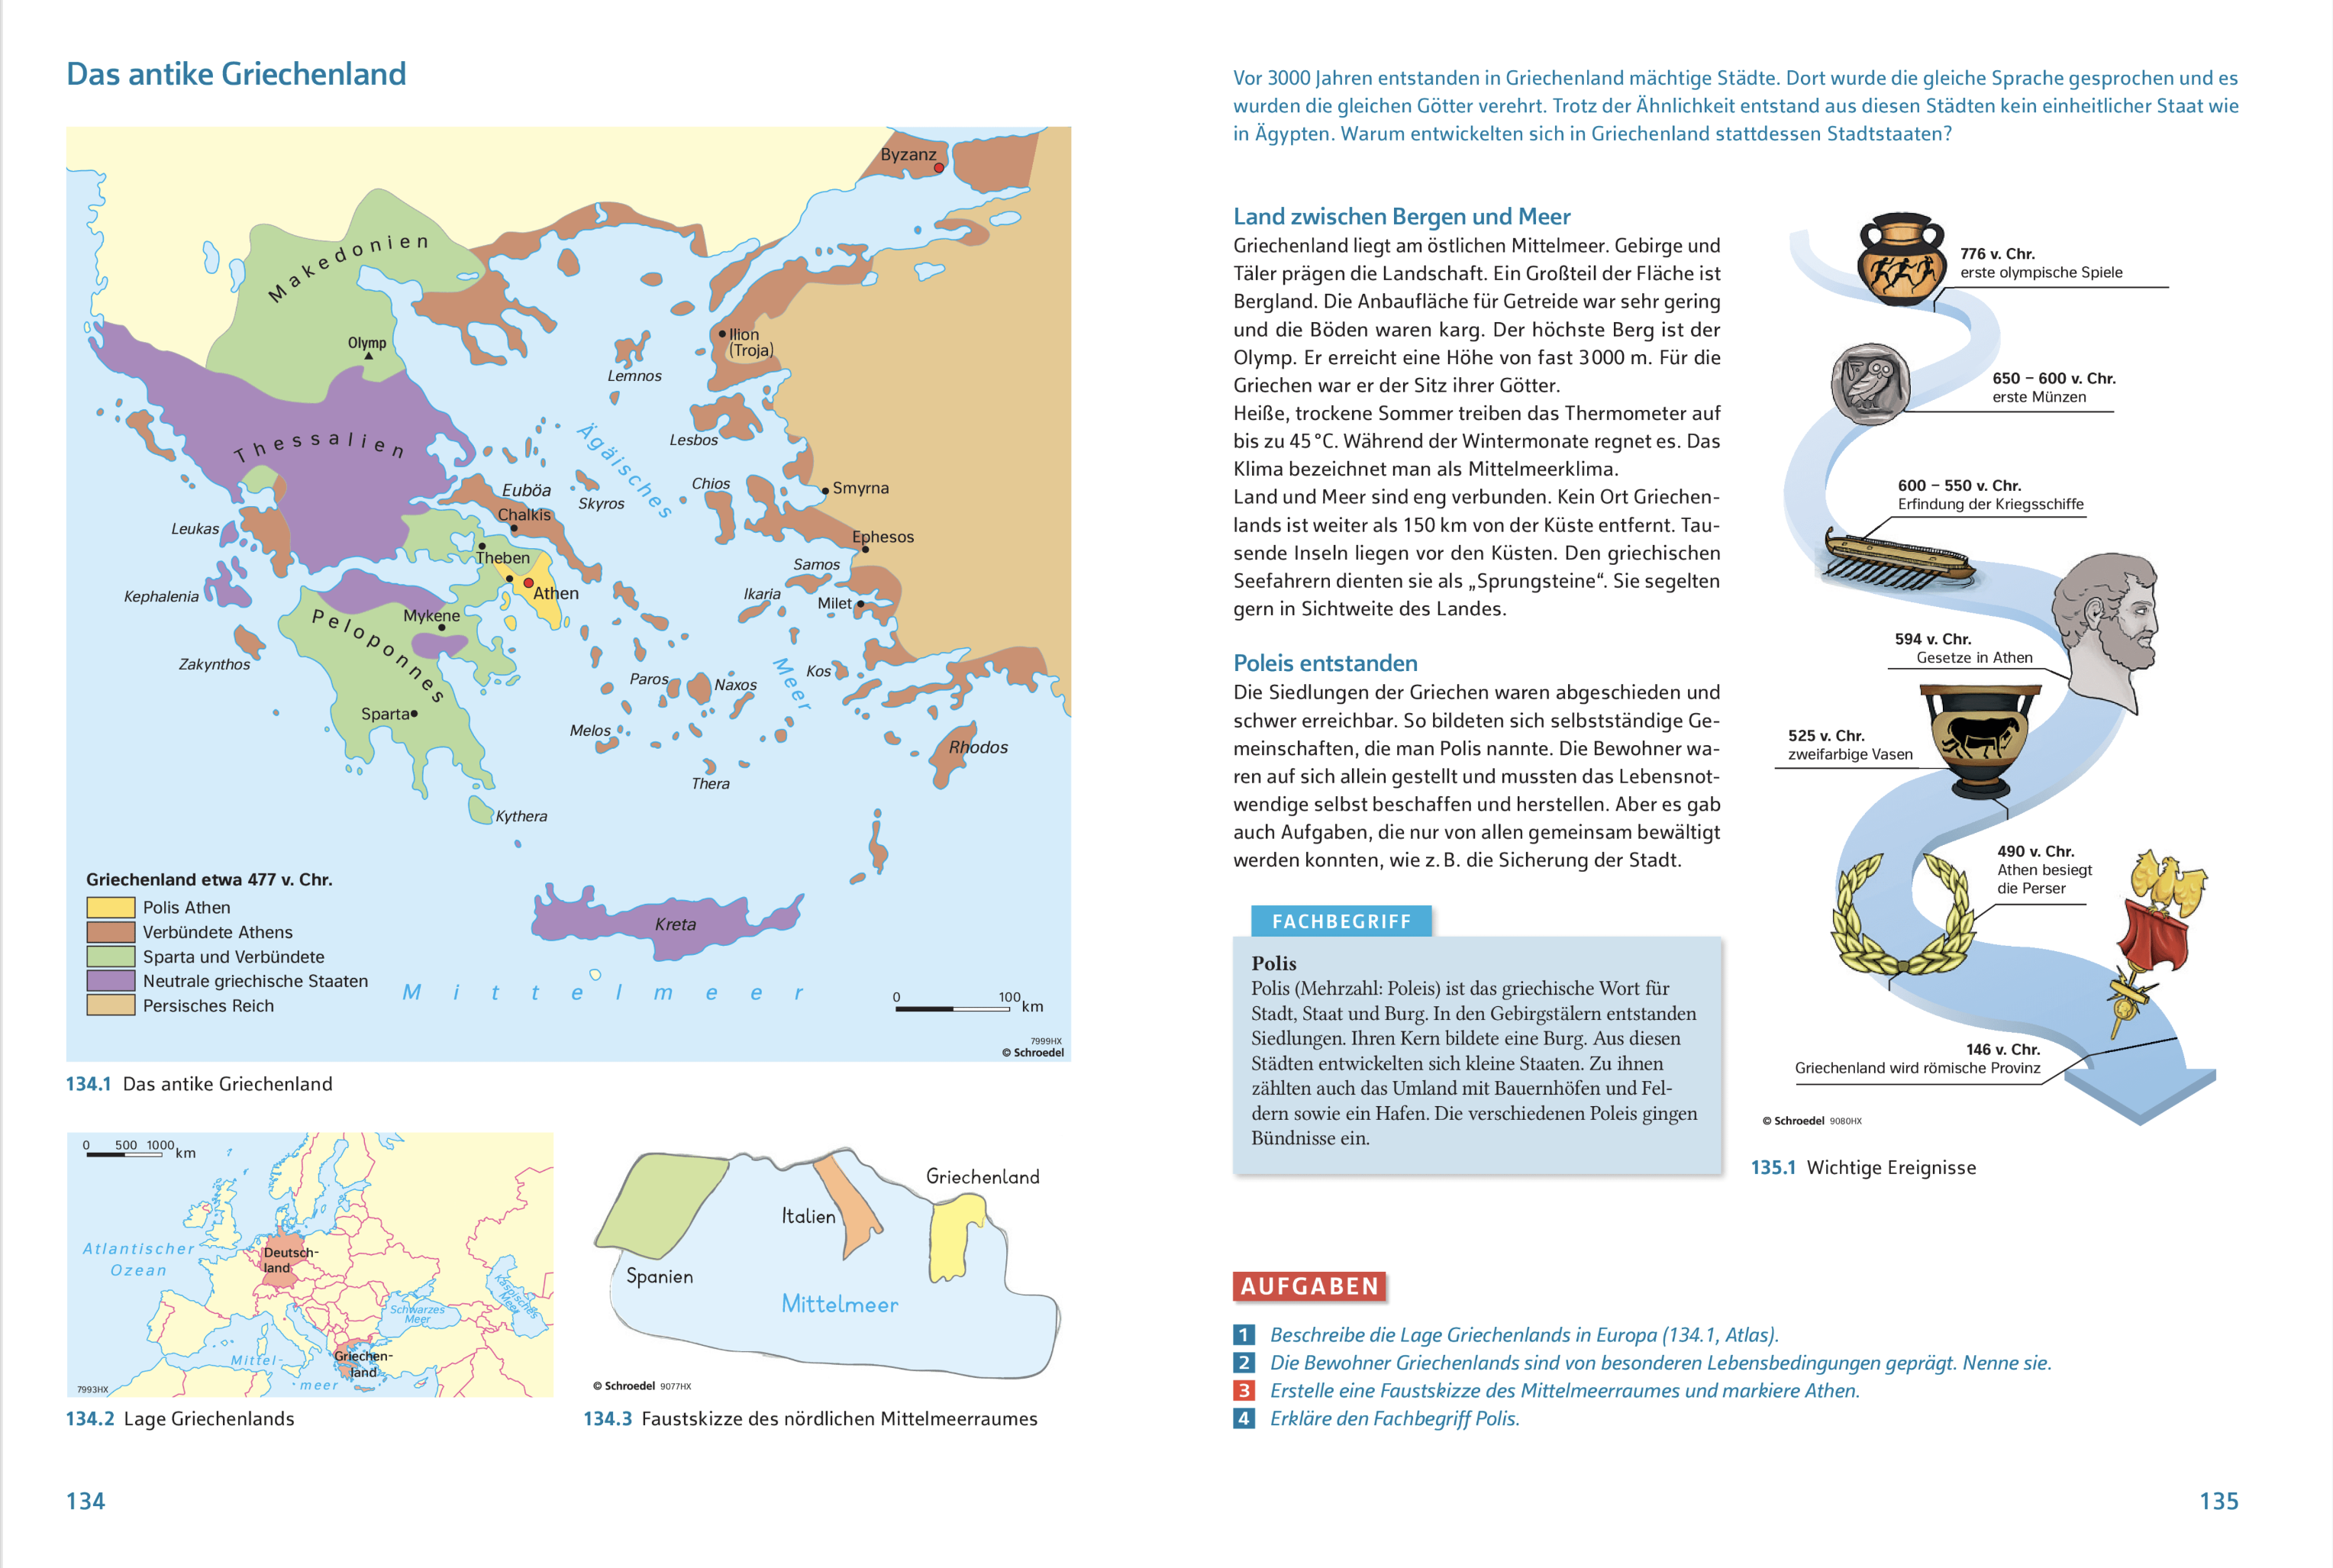 Das antike Griechenland
Byzanz
Makedonien
Olymp
Ilion
(Troja)
Lemnos
Thessalien
Ägäisches
Lesbos
Euböa
Skyros
Chios
Smyrna
Chalkis
Leukas
Ephesos
Theben
Samos
Athen
Ikaria
Kephalenia
Milet
Mykene
Peloponnes
Zakynthos
Meer
Kos
Paros
Naxos
Sparta
Melos
Rhodos
Thera
Kythera
Griechenland etwa 477 v. Chr.
Polis Athen
Verbündete Athens
Sparta und Verbündete
Neutrale griechische Staaten
Persisches Reich
Kreta
Mittelmeer
0 100 km
7999HX
© Schroedel
134.1 Das antike Griechenland
0 500 1000 km
Atlantischer
Ozean
Deutsch-
land
Kaspisches
Meer
Schwarzes
Meer
Mittel-
meer
Griechen-
land
7993HX
134.2 Lage Griechenlands
Griechenland
Italien
Spanien
Mittelmeer
© Schroedel 9077HX
134.3 Faustskizze des nördlichen Mittelmeerraumes
134
Vor 3000 Jahren entstanden in Griechenland mächtige Städte. Dort wurde die gleiche Sprache gesprochen und es
wurden die gleichen Götter verehrt. Trotz der Ähnlichkeit entstand aus diesen Städten kein einheitlicher Staat wie
in Ägypten. Warum entwickelten sich in Griechenland stattdessen Stadtstaaten?
Land zwischen Bergen und Meer
Griechenland liegt am östlichen Mittelmeer. Gebirge und
Täler prägen die Landschaft. Ein Großteil der Fläche ist
Bergland. Die Anbaufläche für Getreide war sehr gering
und die Böden waren karg. Der höchste Berg ist der
Olymp. Er erreicht eine Höhe von fast 3000 m. Für die
Griechen war er der Sitz ihrer Götter.
Heiße, trockene Sommer treiben das Thermometer auf
bis zu 45 °C. Während der Wintermonate regnet es. Das
Klima bezeichnet man als Mittelmeerklima.
Land und Meer sind eng verbunden. Kein Ort Griechen-
lands ist weiter als 150 km von der Küste entfernt. Tau-
sende Inseln liegen vor den Küsten. Den griechischen
Seefahrern dienten sie als „Sprungsteine“. Sie segelten
gern in Sichtweite des Landes.
Poleis entstanden
Die Siedlungen der Griechen waren abgeschieden und
schwer erreichbar. So bildeten sich selbstständige Ge-
meinschaften, die man Polis nannte. Die Bewohner wa-
ren auf sich allein gestellt und mussten das Lebensnot-
wendige selbst beschaffen und herstellen. Aber es gab
auch Aufgaben, die nur von allen gemeinsam bewältigt
werden konnten, wie z. B. die Sicherung der Stadt.
FACHBEGRIFF
Polis
Polis (Mehrzahl: Poleis) ist das griechische Wort für
Stadt, Staat und Burg. In den Gebirgstälern entstanden
Siedlungen. Ihren Kern bildete eine Burg. Aus diesen
Städten entwickelten sich kleine Staaten. Zu ihnen
zählten auch das Umland mit Bauernhöfen und Fel-
dern sowie ein Hafen. Die verschiedenen Poleis gingen
Bündnisse ein.
776 v. Chr.
erste olympische Spiele
650 – 600 v. Chr.
erste Münzen
600 – 550 v. Chr.
Erfindung der Kriegsschiffe
594 v. Chr.
Gesetze in Athen
525 v. Chr.
zweifarbige Vasen
490 v. Chr.
Athen besiegt
die Perser
146 v. Chr.
Griechenland wird römische Provinz
© Schroedel 9080HX
135.1 Wichtige Ereignisse
AUFGABEN
1 Beschreibe die Lage Griechenlands in Europa (134.1, Atlas).
2 Die Bewohner Griechenlands sind von besonderen Lebensbedingungen geprägt. Nenne sie.
3 Erstelle eine Faustskizze des Mittelmeerraumes und markiere Athen.
4 Erkläre den Fachbegriff Polis.
135